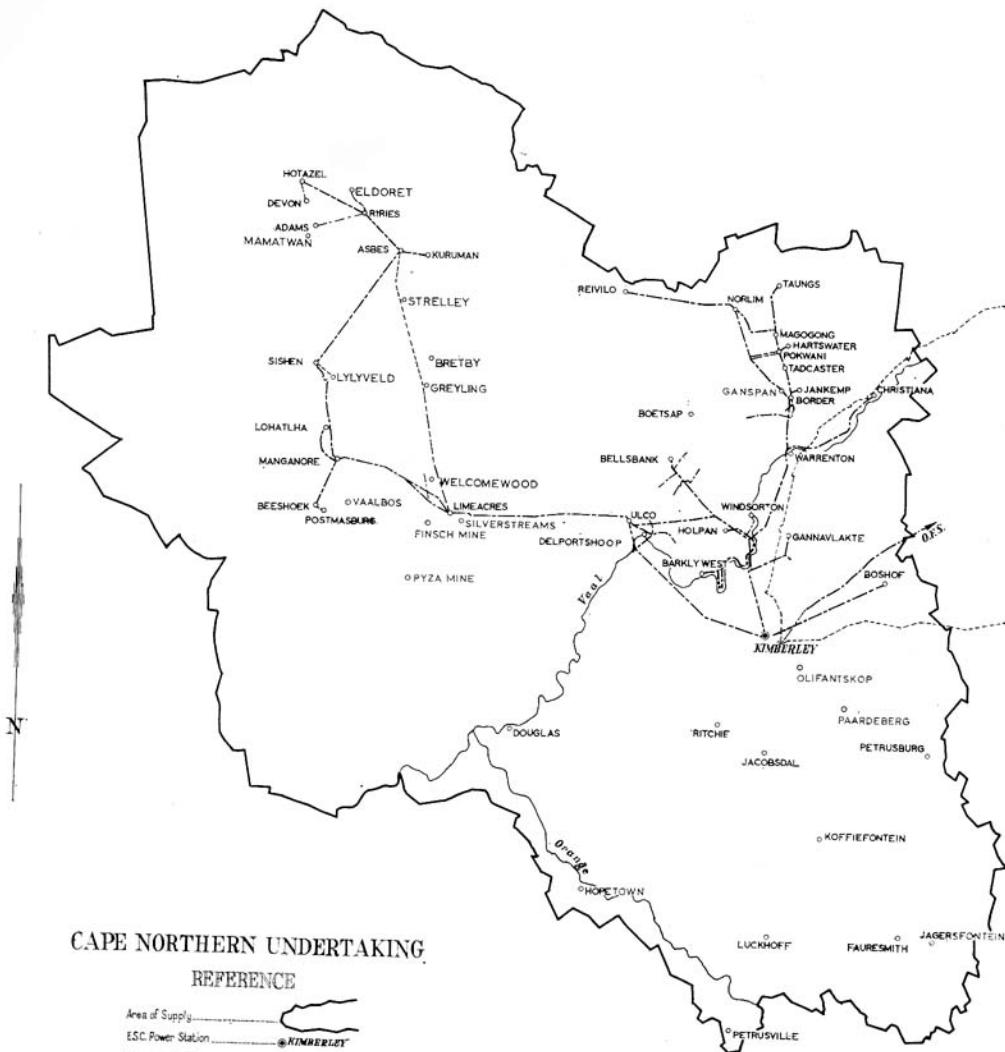 HOTAZEL
ELDORET
DEVON
RIRIES
ADAMS
MAMATWAN
ASBES
KURUMAN
REIVILO
TAUNGS
NORLIM
STRELLEY
MAGOGONG
HARTSWATER
POKWANI
TADCASTER
SISHEN
BRETBY
LYLYVELD
GREYLING
GANSPAN
JANKEMP
BORDER
CHRISTIANA
BOETSAP
LOHATLHA
MANGANORE
BELLSBANK
WARRENTON
WELCOMEWOOD
BEESHOEK
VAALBOS
POSTMASBURG
LIMEACRES
SILVERSTREAMS
FINSCH MINE
ULCO
WINDSORTON
HOLPAN
DELPORTSHOOP
GANNAVLAKTE
O.F.S.
BARKLY WEST
BOSHOF
PYZA MINE
Vaal
KIMBERLEY
OLIFANTSKOP
PAARDEBERG
N
DOUGLAS
RITCHIE
JACOBSDAL
PETRUSBURG
KOFFIEFONTEIN
Orange
HOPETOWN
LUCKHOFF
FAURESMITH
JAGERSFONTEIN
PETRUSVILLE
CAPE NORTHERN UNDERTAKING
REFERENCE
Area of Supply
E.S.C. Power Station KIMBERLEY